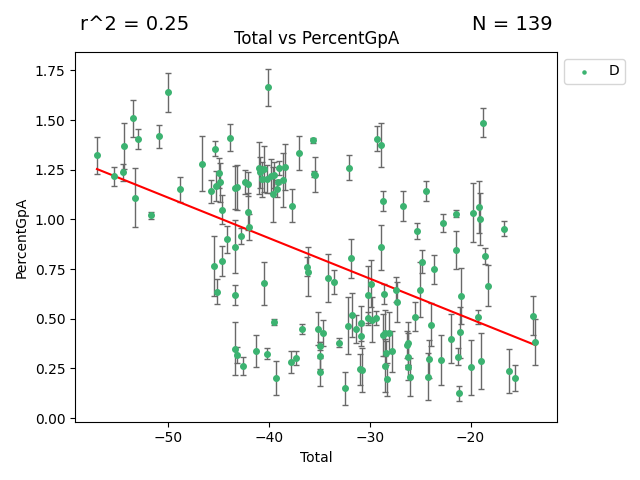 r^2 = 0.25
N = 139
Total vs PercentGpA
D
PercentGpA
1.75
1.50
1.25
1.00
0.75
0.50
0.25
0.00
−50
−40
−30
−20
Total